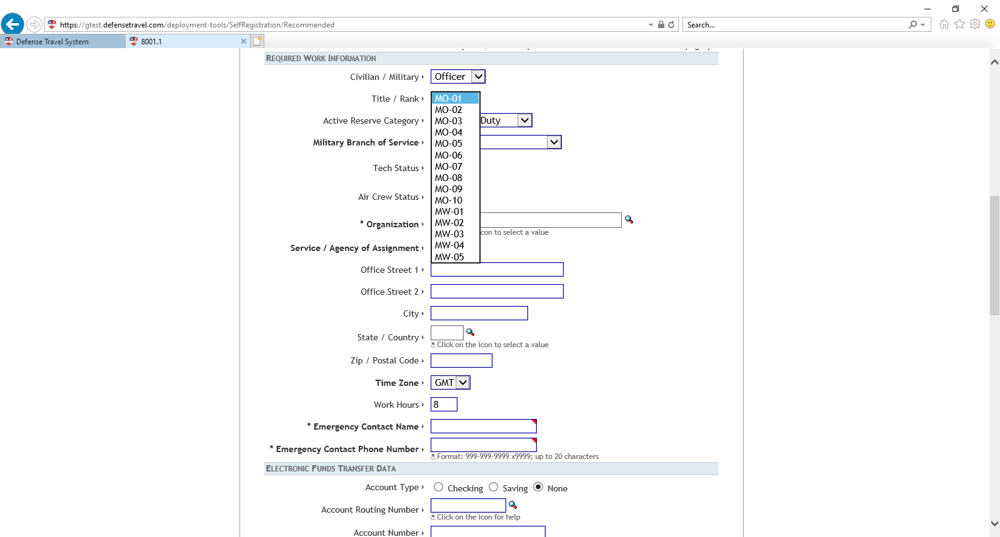 https://gtest.defensetravel.com/deployment-tools/SelfRegistration/Recommended
Search...
Defense Travel System
8001.1
REQUIRED WORK INFORMATION
Civilian / Military
Officer
Title / Rank
MO-01
MO-02
MO-03
MO-04
MO-05
MO-06
MO-07
MO-08
MO-09
MO-10
MW-01
MW-02
MW-03
MW-04
MW-05
Active Reserve Category
Duty
Military Branch of Service
Tech Status
Air Crew Status
* Organization
icon to select a value
Service / Agency of Assignment
Office Street 1
Office Street 2
City
State / Country
Click on the icon to select a value
Zip / Postal Code
Time Zone
GMT
Work Hours
8
* Emergency Contact Name
* Emergency Contact Phone Number
Format: 999-999-9999 x9999; up to 20 characters
ELECTRONIC FUNDS TRANSFER DATA
Account Type
Checking Saving None
Account Routing Number
Click on the icon for help
Account Number